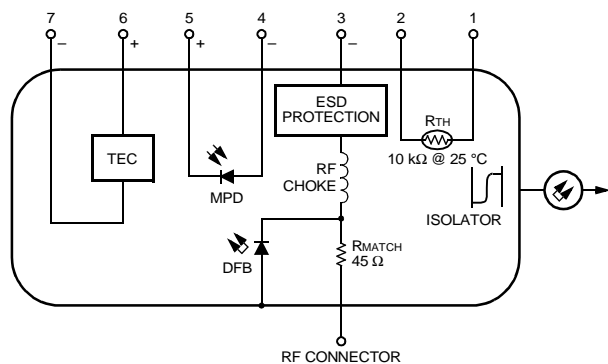 7 6 5 4 3 2 1
– + + – –
ESD
PROTECTION
RTH
10 kΩ @ 25 °C
TEC
RF
CHOKE
MPD
ISOLATOR
DFB
RMATCH
45 Ω
RF CONNECTOR